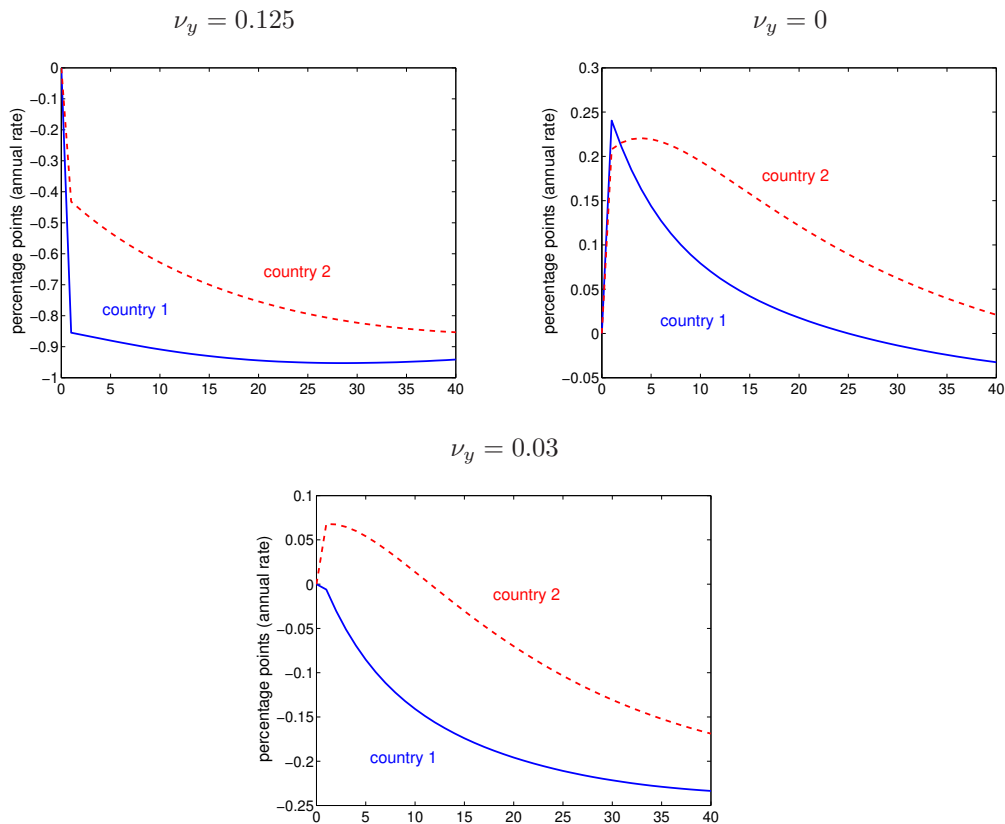 ν_y = 0.125
percentage points (annual rate)
0
−0.1
−0.2
−0.3
−0.4
−0.5
−0.6
−0.7
−0.8
−0.9
−1
country 2
country 1
0 5 10 15 20 25 30 35 40
ν_y = 0
percentage points (annual rate)
0.3
0.25
0.2
0.15
0.1
0.05
0
−0.05
country 2
country 1
0 5 10 15 20 25 30 35 40
ν_y = 0.03
percentage points (annual rate)
0.1
0.05
0
−0.05
−0.1
−0.15
−0.2
−0.25
country 2
country 1
0 5 10 15 20 25 30 35 40